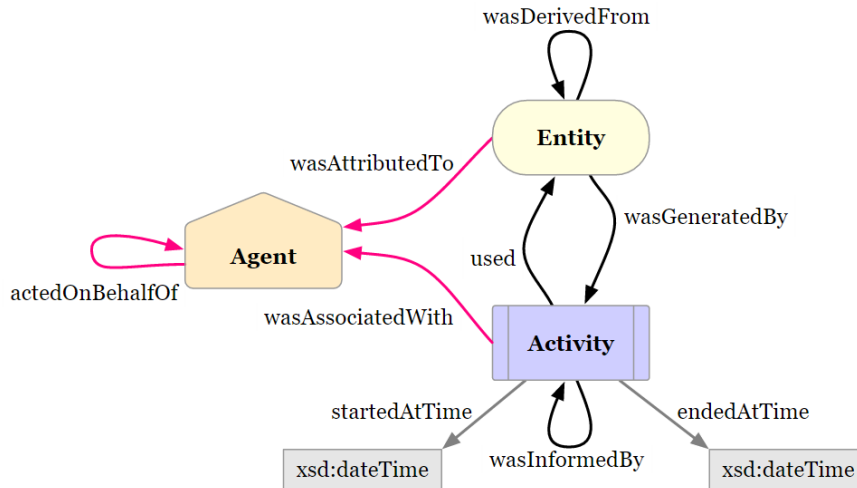 wasDerivedFrom
Entity
wasAttributedTo
wasGeneratedBy
used
Agent
actedOnBehalfOf
wasAssociatedWith
Activity
startedAtTime
endedAtTime
wasInformedBy
xsd:dateTime
xsd:dateTime